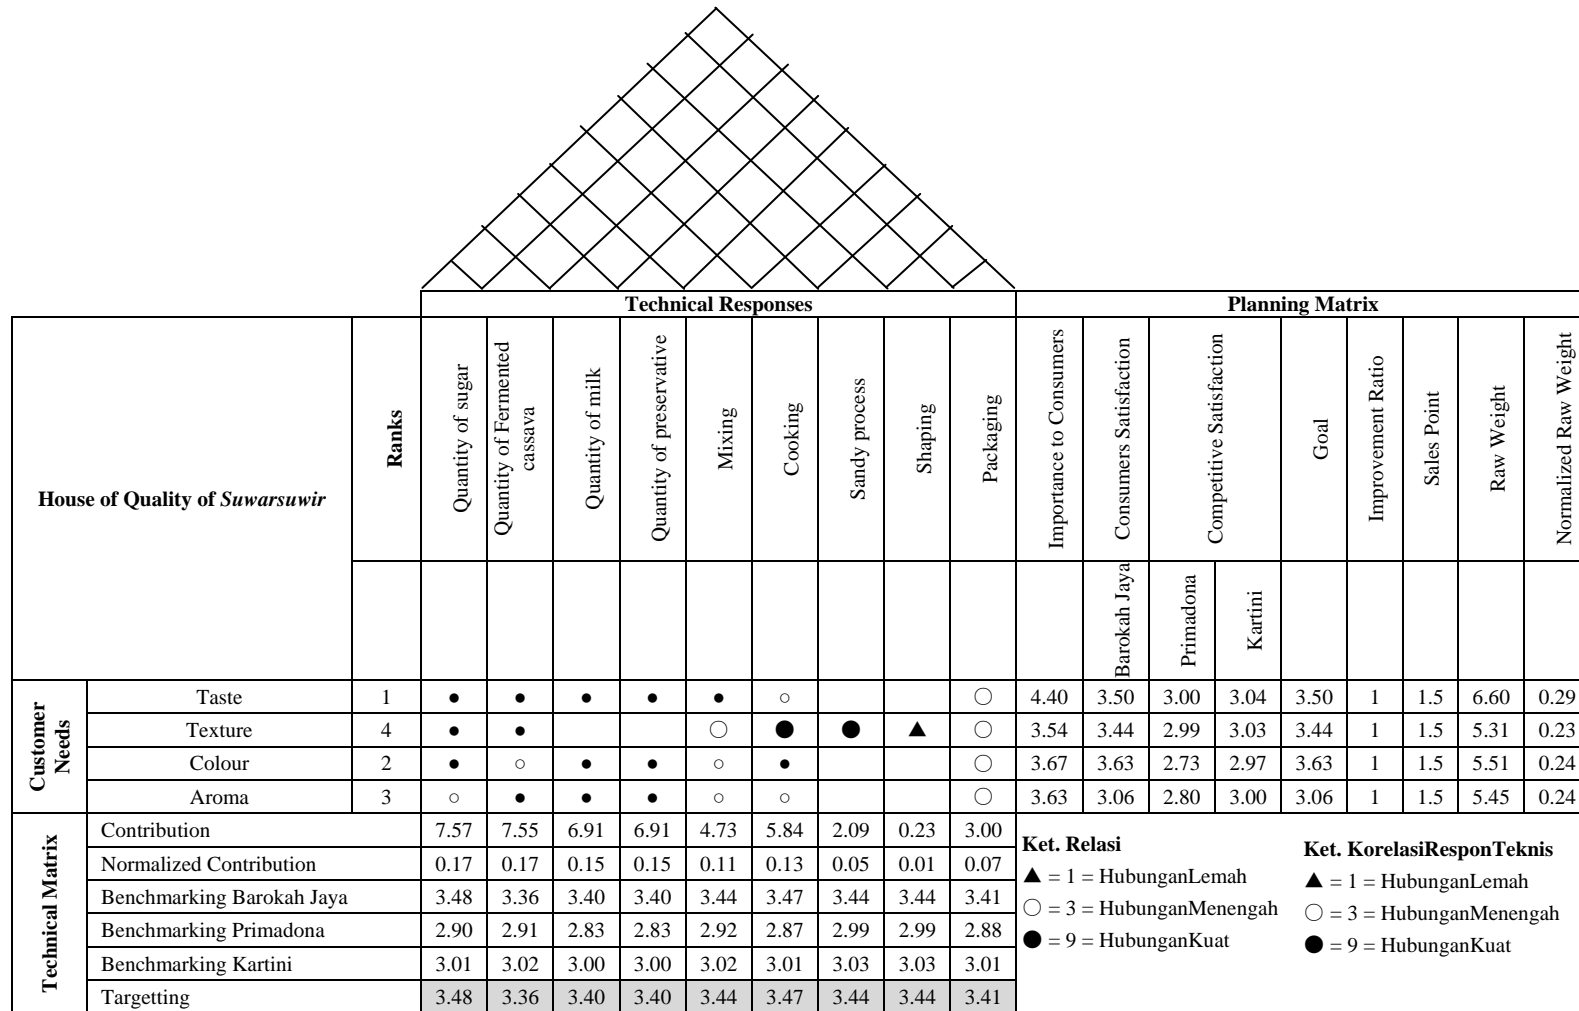 Technical Responses Planning Matrix
House of Quality of Suwarsuwir
Ranks
Quantity of sugar
Quantity of Fermented
cassava
Quantity of milk
Quantity of preservative
Mixing
Cooking
Sandy process
Shaping
Packaging
Importance to Consumers
Consumers Satisfaction
Competitive Satisfaction
Goal
Improvement Ratio
Sales Point
Raw Weight
Normalized Raw Weight
Barokah Jaya
Primadona
Kartini
Customer
Needs
Taste 1 ● ● ● ● ● ○ ○ 4.40 3.50 3.00 3.04 3.50 1 1.5 6.60 0.29
Texture 4 ● ● ○ ● ● ▲ ○ 3.54 3.44 2.99 3.03 3.44 1 1.5 5.31 0.23
Colour 2 ● ○ ● ● ○ ● ○ 3.67 3.63 2.73 2.97 3.63 1 1.5 5.51 0.24
Aroma 3 ○ ● ● ● ○ ○ ○ 3.63 3.06 2.80 3.00 3.06 1 1.5 5.45 0.24
Technical Matrix
Contribution 7.57 7.55 6.91 6.91 4.73 5.84 2.09 0.23 3.00
Normalized Contribution 0.17 0.17 0.15 0.15 0.11 0.13 0.05 0.01 0.07
Benchmarking Barokah Jaya 3.48 3.36 3.40 3.40 3.44 3.47 3.44 3.44 3.41
Benchmarking Primadona 2.90 2.91 2.83 2.83 2.92 2.87 2.99 2.99 2.88
Benchmarking Kartini 3.01 3.02 3.00 3.00 3.02 3.01 3.03 3.03 3.01
Targetting 3.48 3.36 3.40 3.40 3.44 3.47 3.44 3.44 3.41
Ket. Relasi
▲ = 1 = HubunganLemah
○ = 3 = HubunganMenengah
● = 9 = HubunganKuat
Ket. KorelasiResponTeknis
▲ = 1 = HubunganLemah
○ = 3 = HubunganMenengah
● = 9 = HubunganKuat